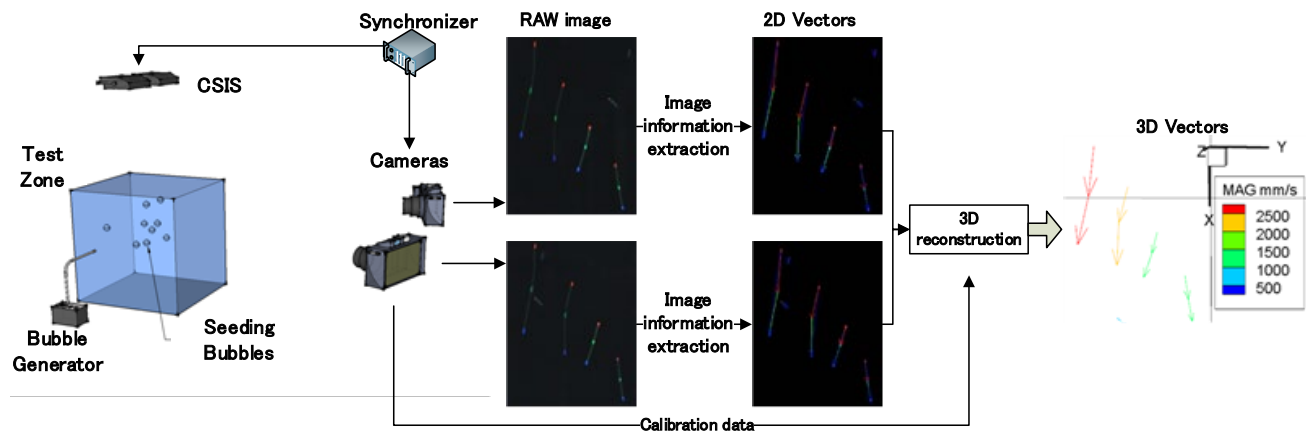 Synchronizer
RAW image
2D Vectors
CSIS
Image
information
extraction
3D Vectors
Test
Zone
Cameras
Z
Y
X
MAG mm/s
2500
2000
1500
1000
500
3D
reconstruction
Image
information
extraction
Bubble
Generator
Seeding
Bubbles
Calibration data